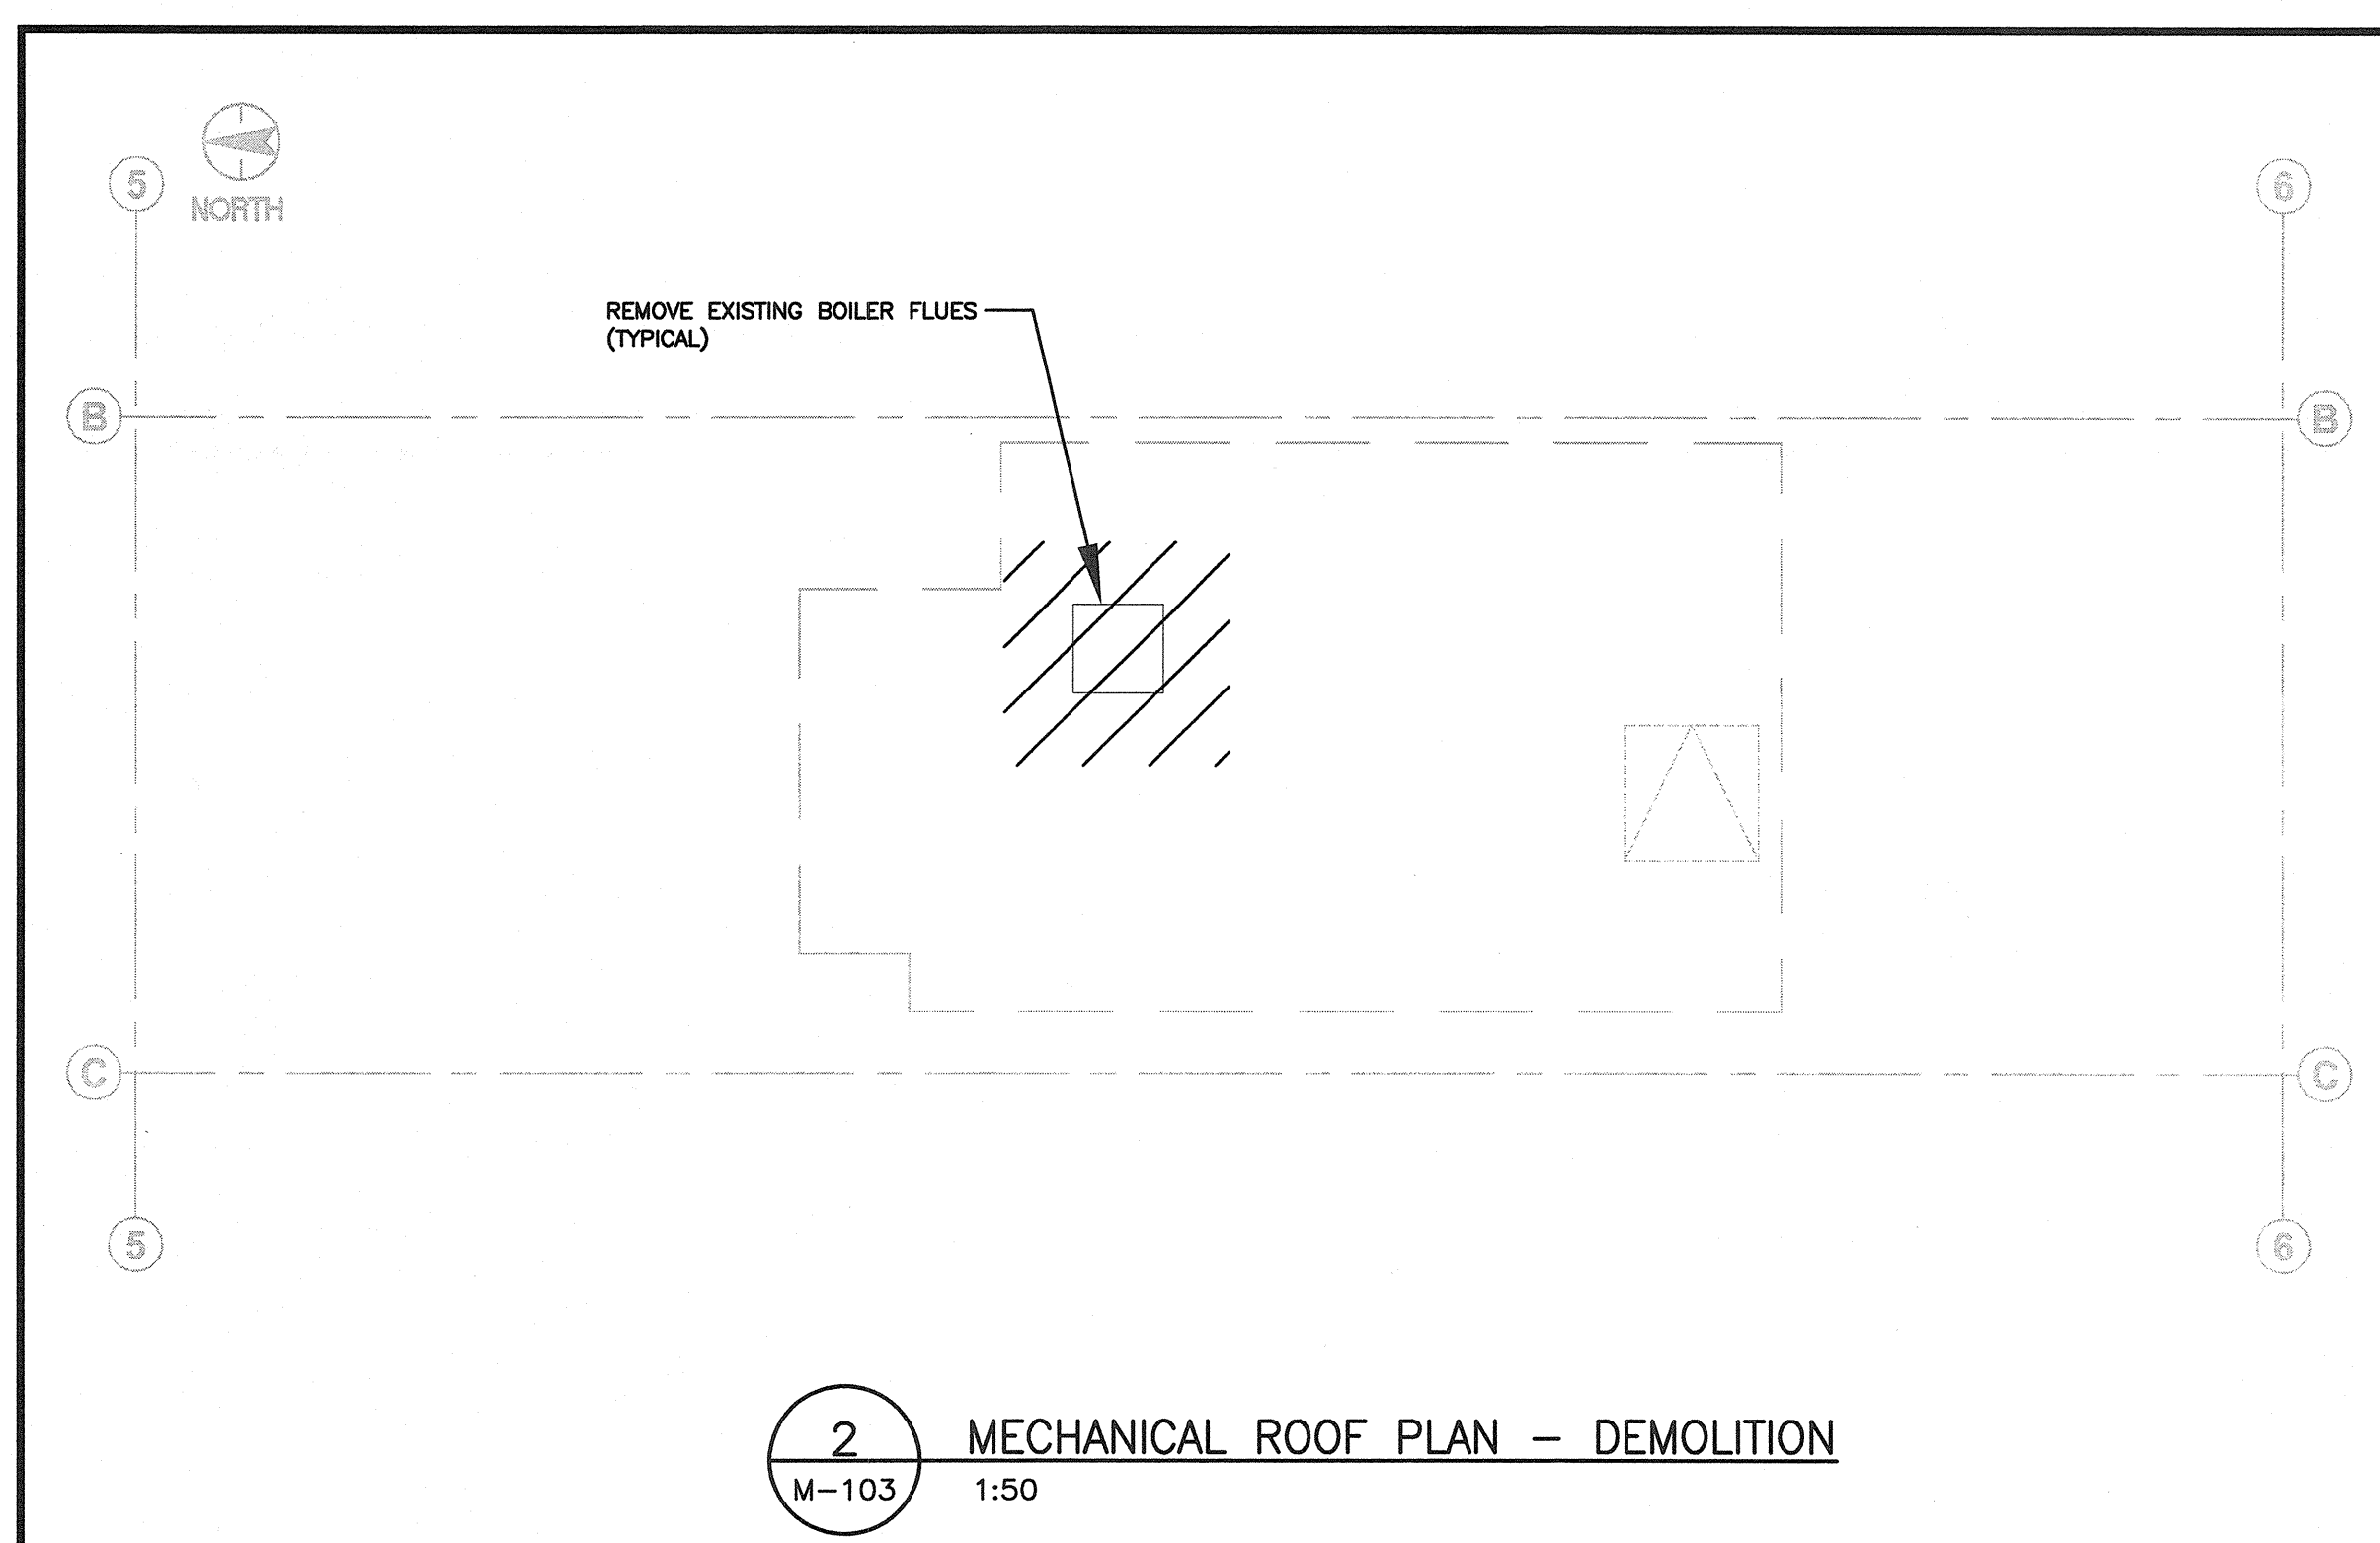 5
NORTH
6
REMOVE EXISTING BOILER FLUES
(TYPICAL)
B
B
C
C
5
6
2
MECHANICAL ROOF PLAN – DEMOLITION
M–103
1:50